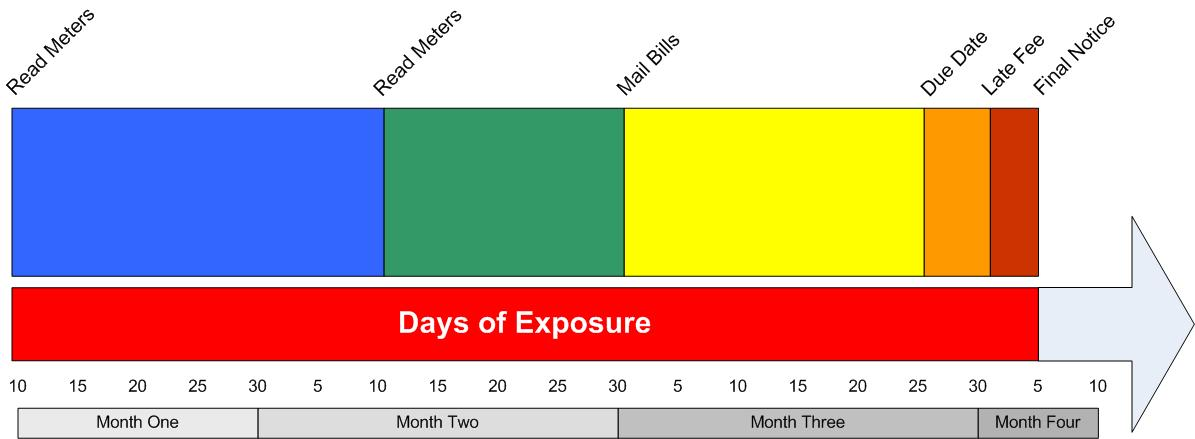 Read Meters
Read Meters
Mail Bills
Due Date
Late Fee
Final Notice
Days of Exposure
10 15 20 25 30 5 10 15 20 25 30 5 10 15 20 25 30 5 10
Month One Month Two Month Three Month Four